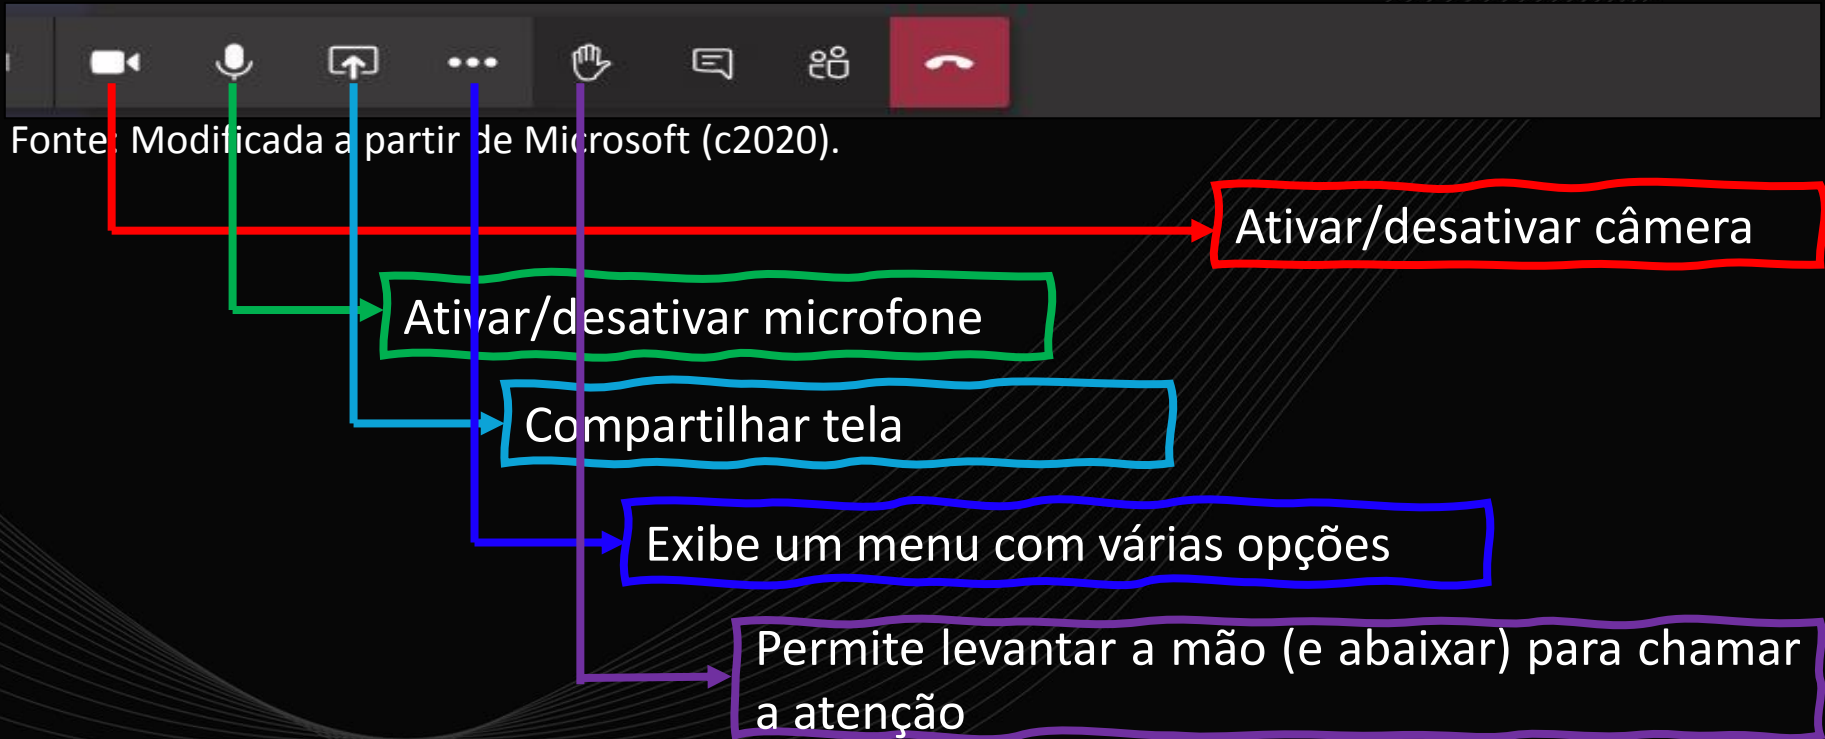 Fonte: Modificada a partir de Microsoft (c2020).
Ativar/desativar câmera
Ativar/desativar microfone
Compartilhar tela
Exibe um menu com várias opções
Permite levantar a mão (e abaixar) para chamar
a atenção